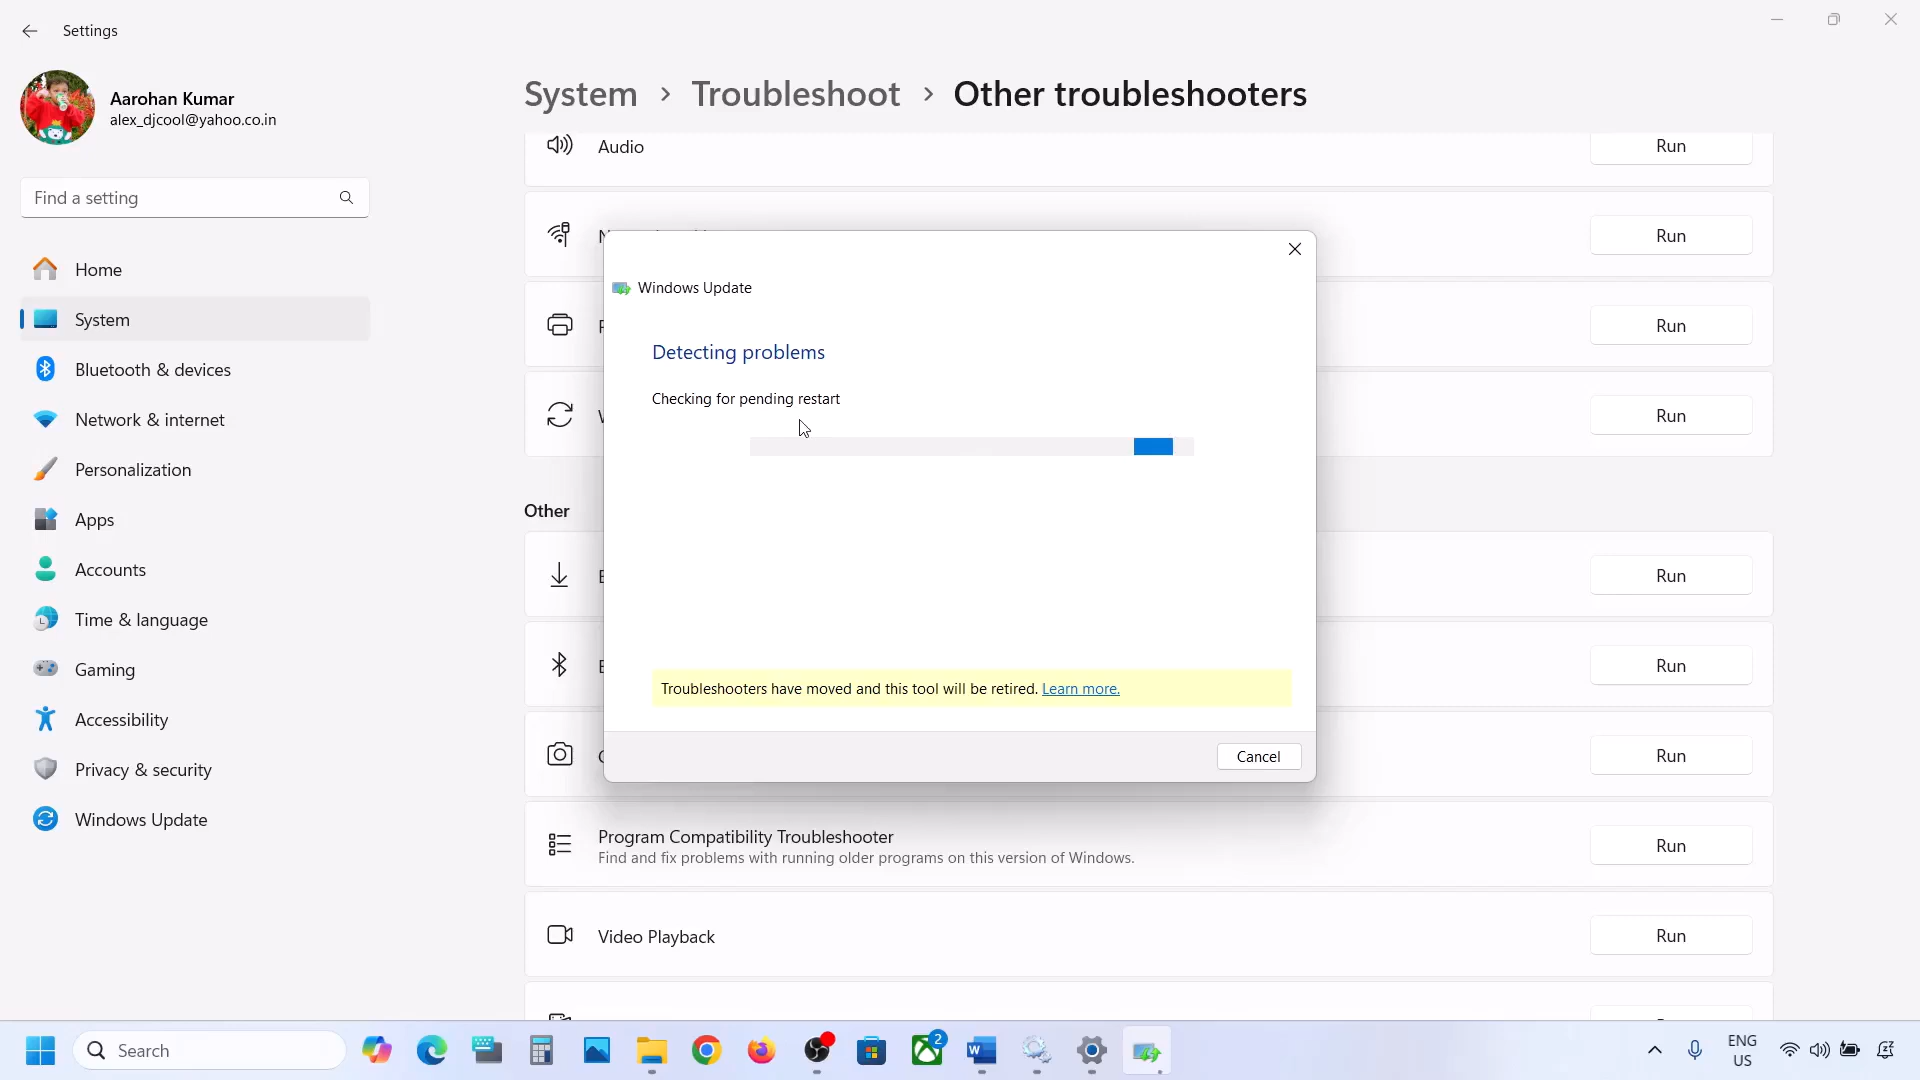 Settings
Aarohan Kumar
alex_djcool@yahoo.co.in
Find a setting
Home
System
Bluetooth & devices
Network & internet
Personalization
Apps
Accounts
Time & language
Gaming
Accessibility
Privacy & security
Windows Update
System > Troubleshoot > Other troubleshooters
Audio
Run
Run
Run
Run
Windows Update
Detecting problems
Checking for pending restart
Troubleshooters have moved and this tool will be retired. Learn more.
Cancel
Other
Run
Run
Run
Program Compatibility Troubleshooter
Find and fix problems with running older programs on this version of Windows.
Run
Video Playback
Run
Search
2
ENG
US